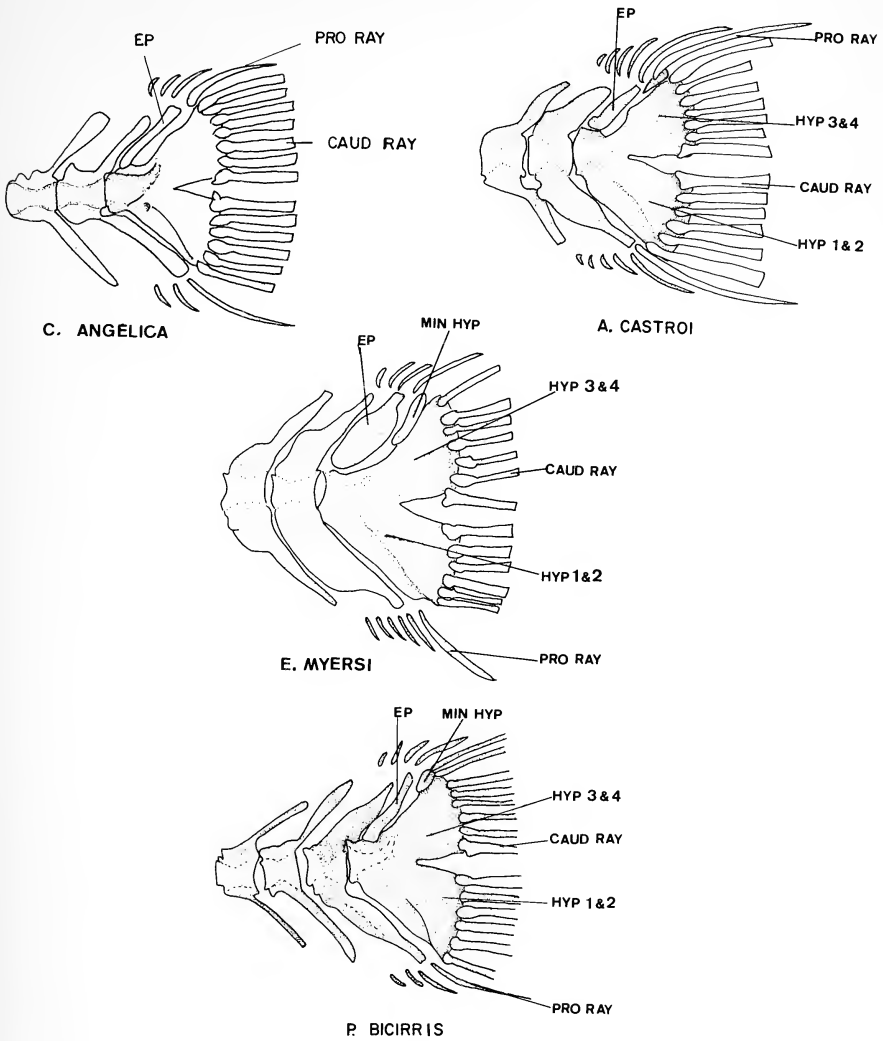 EP
PRO RAY
CAUD RAY
C. ANGELICA
EP
PRO RAY
HYP 3&4
CAUD RAY
HYP 1&2
A. CASTROI
EP
MIN HYP
HYP 3&4
CAUD RAY
HYP 1&2
PRO RAY
E. MYERSI
EP
MIN HYP
HYP 3&4
CAUD RAY
HYP 1&2
PRO RAY
P. BICIRRIS